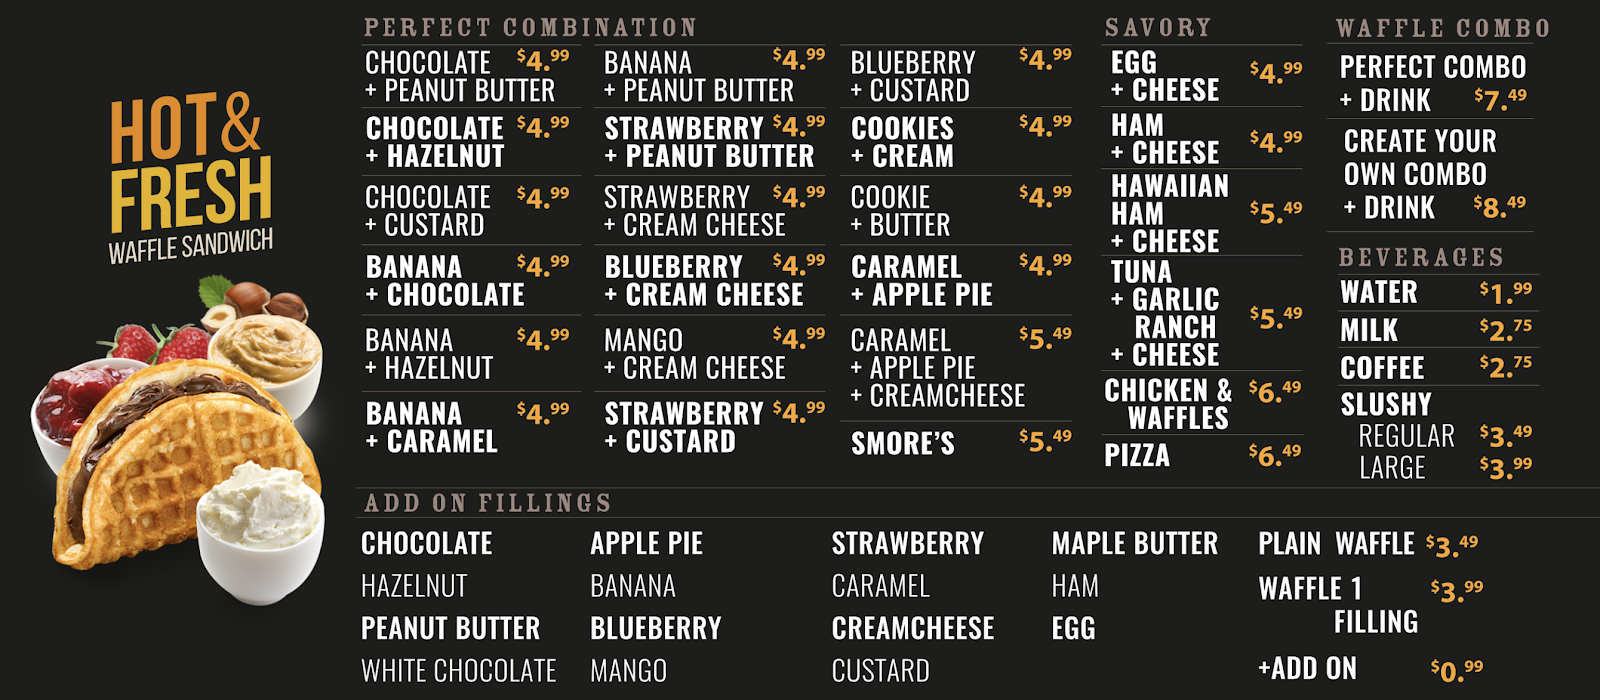 HOT&
FRESH
WAFFLE SANDWICH
PERFECT COMBINATION
CHOCOLATE $4.99
+ PEANUT BUTTER
CHOCOLATE $4.99
+ HAZELNUT
CHOCOLATE $4.99
+ CUSTARD
BANANA $4.99
+ CHOCOLATE
BANANA $4.99
+ HAZELNUT
BANANA $4.99
+ CARAMEL
BANANA $4.99
+ PEANUT BUTTER
STRAWBERRY $4.99
+ PEANUT BUTTER
STRAWBERRY $4.99
+ CREAM CHEESE
BLUEBERRY $4.99
+ CREAM CHEESE
MANGO $4.99
+ CREAM CHEESE
STRAWBERRY $4.99
+ CUSTARD
BLUEBERRY $4.99
+ CUSTARD
COOKIES $4.99
+ CREAM
COOKIE $4.99
+ BUTTER
CARAMEL $4.99
+ APPLE PIE
CARAMEL $5.49
+ APPLE PIE
+ CREAMCHEESE
SMORE'S $5.49
SAVORY
EGG
+ CHEESE $4.99
HAM
+ CHEESE $4.99
HAWAIIAN
HAM $5.49
+ CHEESE
TUNA
+ GARLIC
RANCH $5.49
+ CHEESE
CHICKEN & $6.49
WAFFLES
PIZZA $6.49
WAFFLE COMBO
PERFECT COMBO
+ DRINK $7.49
CREATE YOUR
OWN COMBO
+ DRINK $8.49
BEVERAGES
WATER $1.99
MILK $2.75
COFFEE $2.75
SLUSHY
REGULAR $3.49
LARGE $3.99
ADD ON FILLINGS
CHOCOLATE
HAZELNUT
PEANUT BUTTER
WHITE CHOCOLATE
APPLE PIE
BANANA
BLUEBERRY
MANGO
STRAWBERRY
CARAMEL
CREAMCHEESE
CUSTARD
MAPLE BUTTER
HAM
EGG
PLAIN WAFFLE $3.49
WAFFLE 1 $3.99
FILLING
+ADD ON $0.99